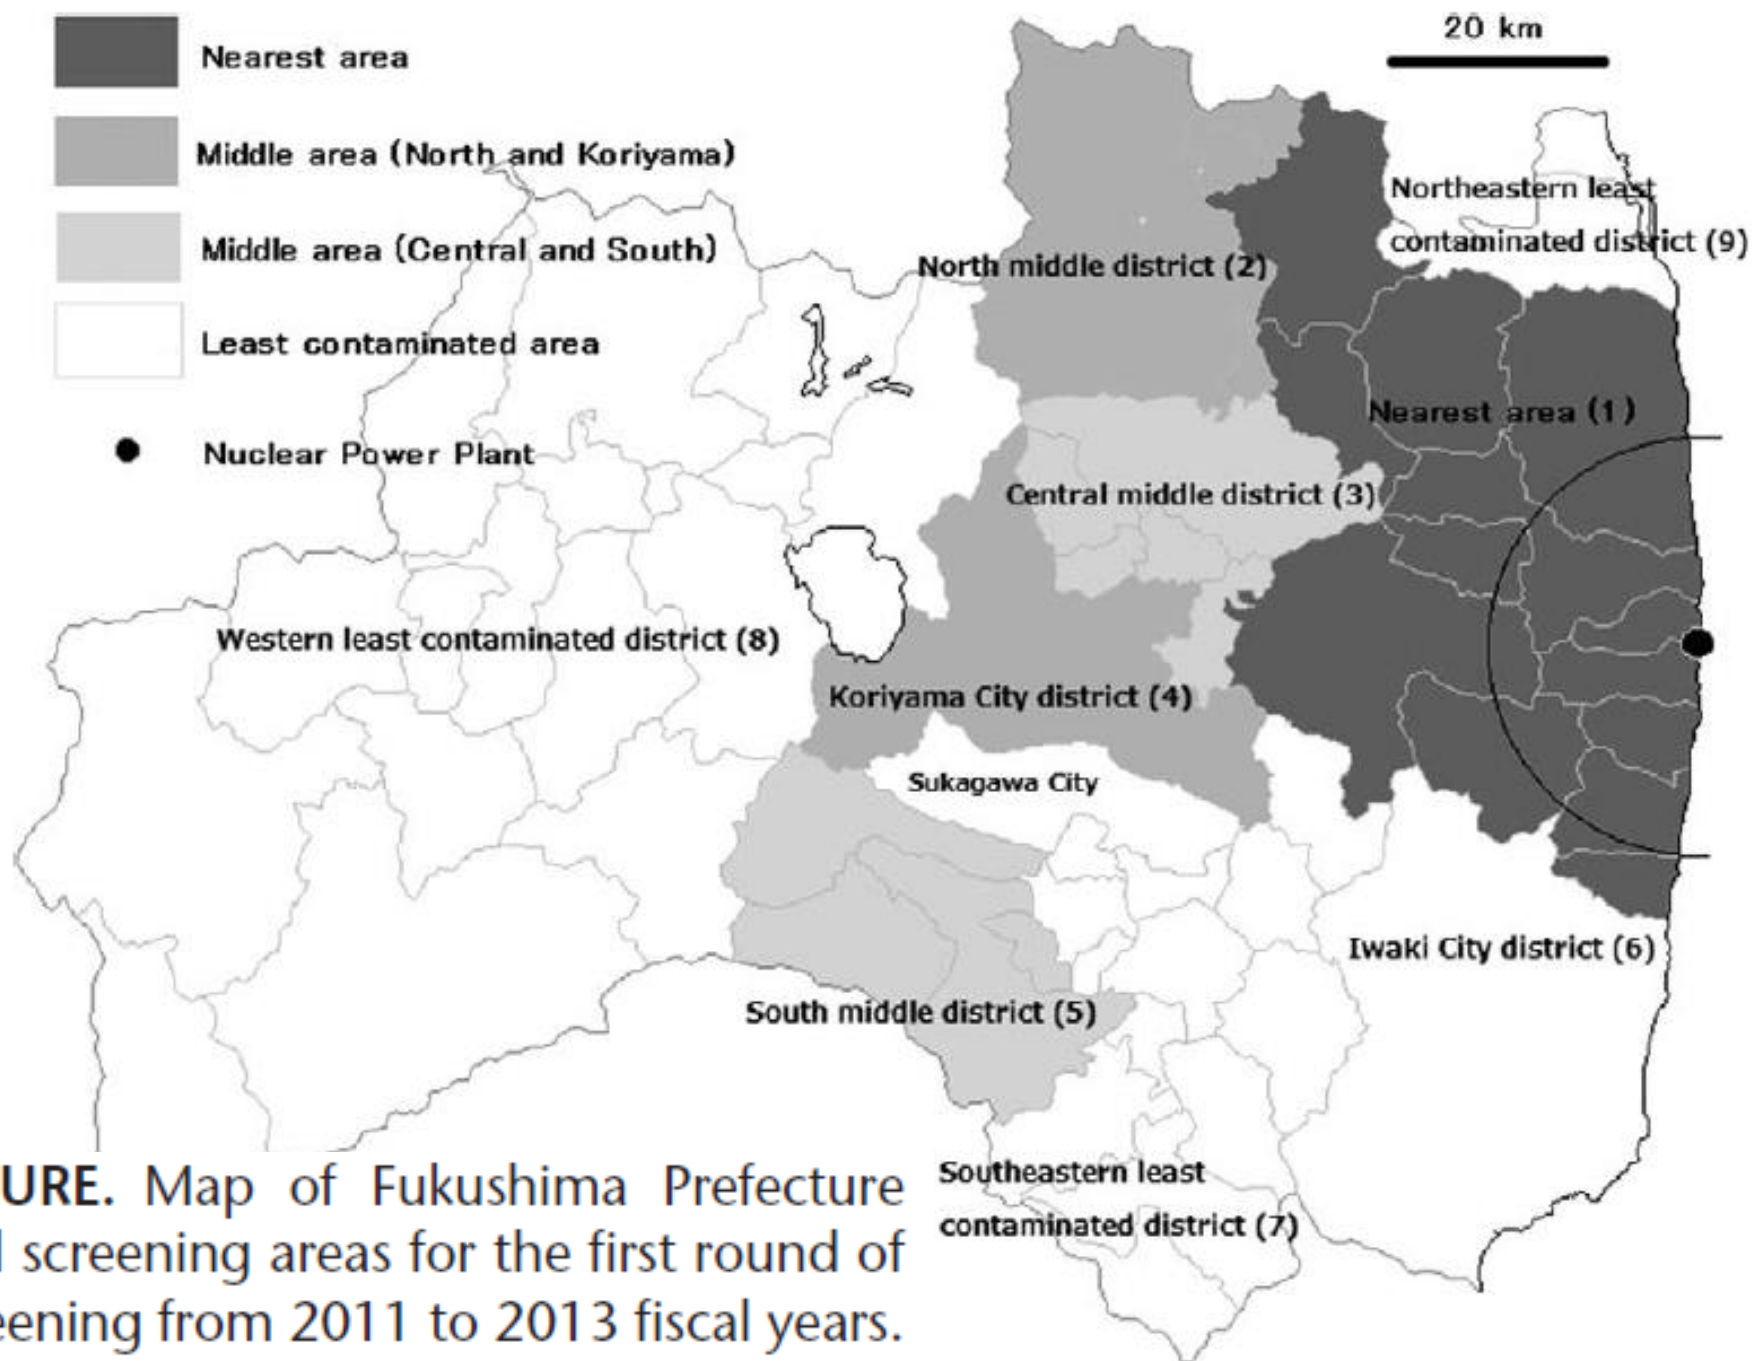 Nearest area
Middle area (North and Koriyama)
Middle area (Central and South)
Least contaminated area
Nuclear Power Plant
20 km
Northeastern least
contaminated district (9)
North middle district (2)
Nearest area (1)
Central middle district (3)
Western least contaminated district (8)
Koriyama City district (4)
Sukagawa City
Iwaki City district (6)
South middle district (5)
Southeastern least
contaminated district (7)
URE. Map of Fukushima Prefecture
screening areas for the first round of
eening from 2011 to 2013 fiscal years.